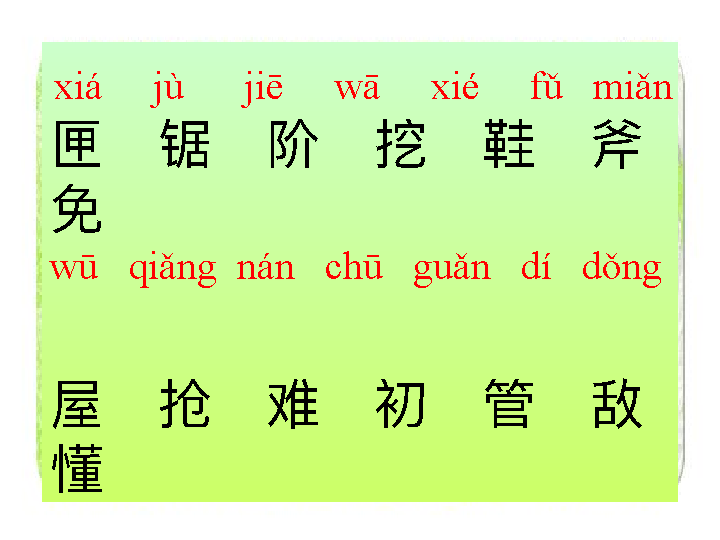 xiá jù jiē wā xié fǔ miǎn
匣 锯 阶 挖 鞋 斧
免
wū qiǎng nán chū guǎn dí dǒng
屋 抢 难 初 管 敌
懂